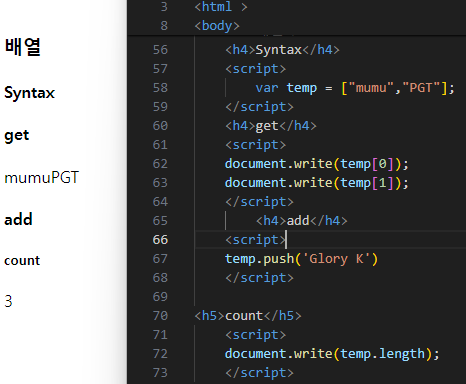 배열
Syntax
get
mumuPGT
add
count
3
3 <html >
8 <body>
56 <h4>Syntax</h4>
57 <script>
58 var temp = ["mumu","PGT"];
59 </script>
60 <h4>get</h4>
61 <script>
62 document.write(temp[0]);
63 document.write(temp[1]);
64 </script>
65 <h4>add</h4>
66 <script>
67 temp.push('Glory K')
68 </script>
69
70 <h5>count</h5>
71 <script>
72 document.write(temp.length);
73 </script>